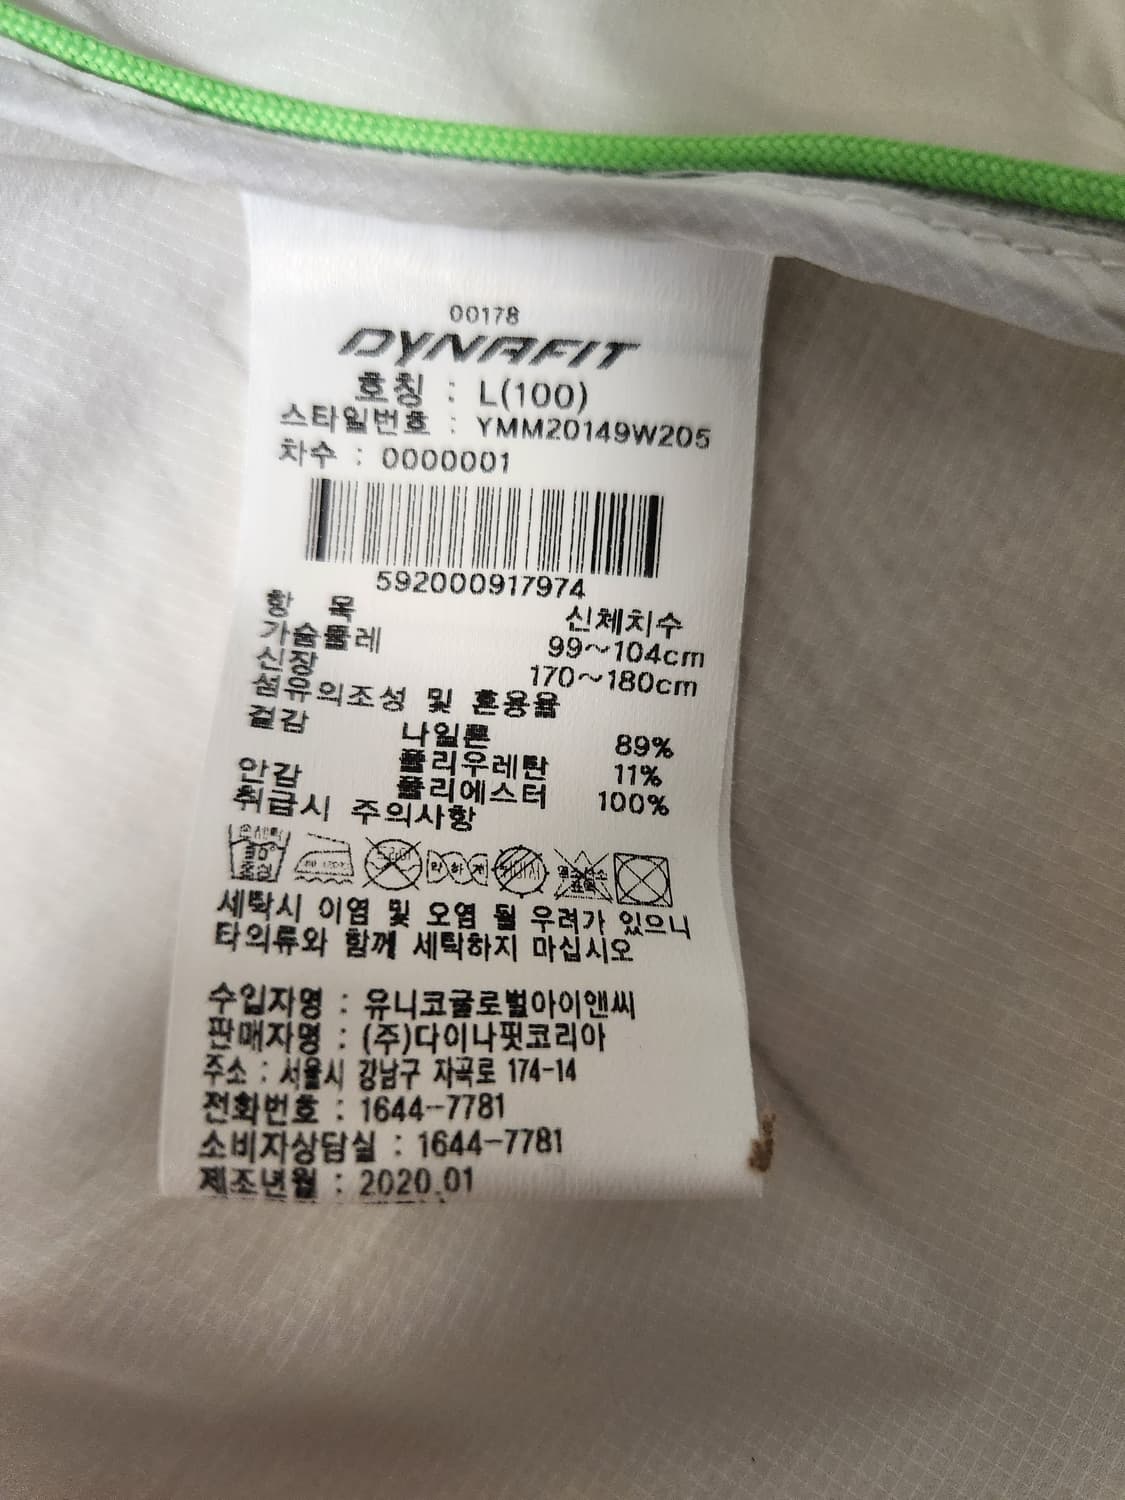 00178
DYNAFIT
호칭 : L(100)
스타일번호 : YMM20149W205
차수 : 0000001
592000917974
항 목 신체치수
가슴둘레 99~104cm
신장 170~180cm
섬유의조성 및 혼용율
겉감 나일론 89%
폴리우레탄 11%
안감 폴리에스터 100%
취급시 주의사항
세탁시 이염 및 오염 될 우려가 있으니
타의류와 함께 세탁하지 마십시오
수입자명 : 유니코글로벌아이앤씨
판매자명 : (주)다이나핏코리아
주소 : 서울시 강남구 자곡로 174-14
전화번호 : 1644-7781
소비자상담실 : 1644-7781
제조년월 : 2020.01